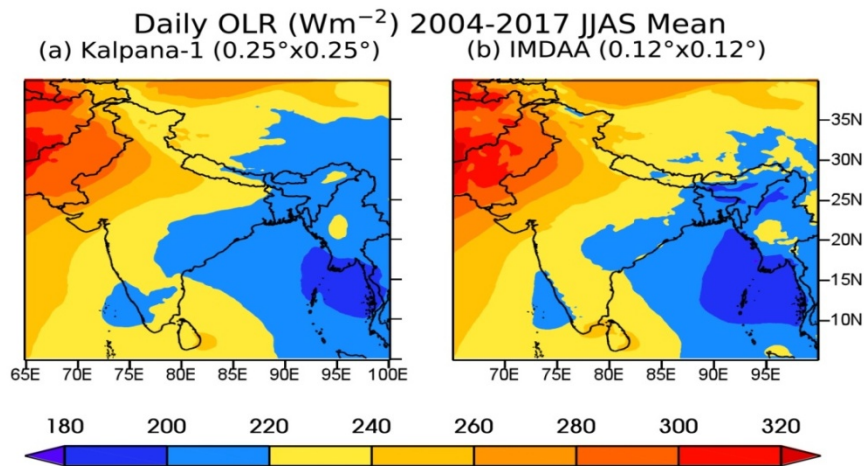 Daily OLR (Wm⁻²) 2004-2017 JJAS Mean
(a) Kalpana-1 (0.25°x0.25°)
(b) IMDAA (0.12°x0.12°)
35N
30N
25N
20N
15N
10N
65E 70E 75E 80E 85E 90E 95E 100E
70E 75E 80E 85E 90E 95E
180 200 220 240 260 280 300 320